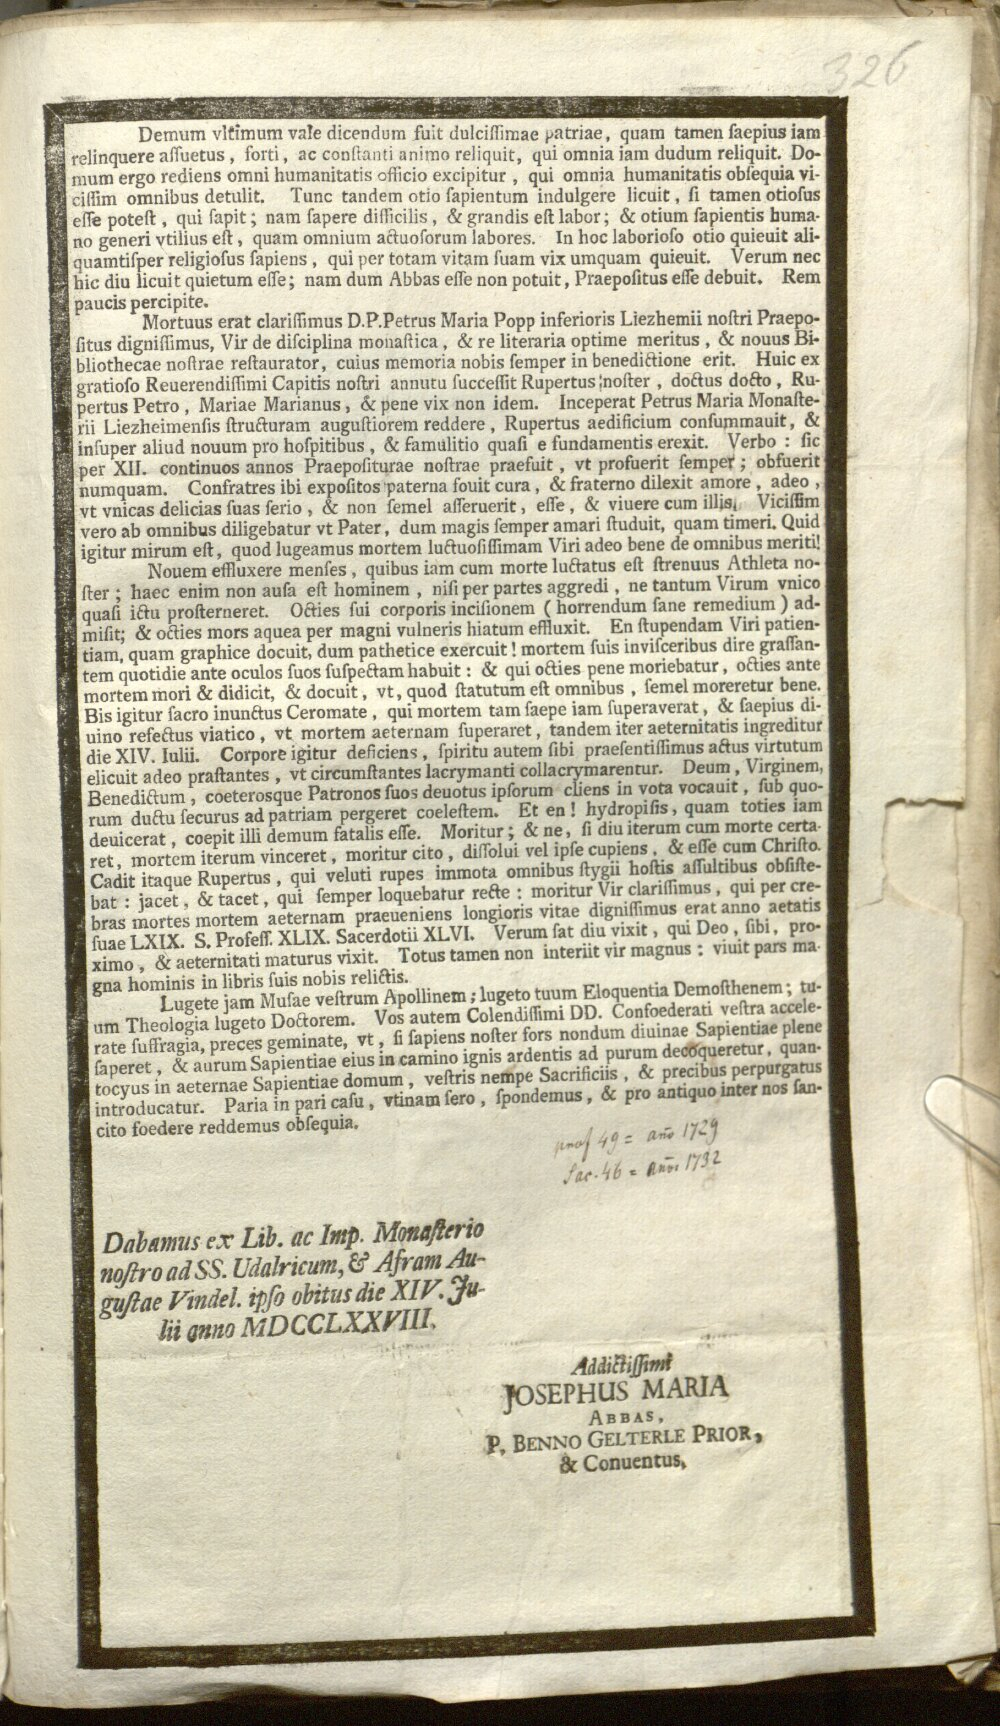 326
Demum vltimum vale dicendum fuit dulcissimae patriae, quam tamen saepius iam
relinquere assuetus, forti, ac constanti animo reliquit, qui omnia iam dudum reliquit. Do-
mum ergo rediens omni humanitatis officio excipitur, qui omnia humanitatis obsequia vi-
cissim omnibus detulit. Tunc tandem otio sapientum indulgere licuit, si tamen otiosus
esse potest, qui sapit; nam sapere difficilis, & grandis est labor; & otium sapientis huma-
no generi vtilius est, quam omnium actuosorum labores. In hoc laborioso otio quieuit ali-
quamtisper religiosus sapiens, qui per totam vitam suam vix umquam quieuit. Verum nec
hic diu licuit quietum esse; nam dum Abbas esse non potuit, Praepositus esse debuit. Rem
paucis percipite.
Mortuus erat clarissimus D.P.Petrus Maria Popp inferioris Liezhemii nostri Praepo-
situs dignissimus, Vir de disciplina monastica, & re literaria optime meritus, & nouus Bi-
bliothecae nostrae restaurator, cuius memoria nobis semper in benedictione erit. Huic ex
gratioso Reuerendissimi Capitis nostri annutu successit Rupertus noster, doctus docto, Ru-
pertus Petro, Mariae Marianus, & pene vix non idem. Inceperat Petrus Maria Monaste-
rii Liezheimensis structuram augustiorem reddere, Rupertus aedificium consummauit, &
insuper aliud nouum pro hospitibus, & famulitio quasi e fundamentis erexit. Verbo: sic
per XII. continuos annos Praepositurae nostrae praefuit, vt profuerit semper; obfuerit
numquam. Confratres ibi expositos paterna fouit cura, & fraterno dilexit amore, adeo,
vt vnicas delicias suas serio, & non semel asseruerit, esse, & viuere cum illis. Vicissim
vero ab omnibus diligebatur vt Pater, dum magis semper amari studuit, quam timeri. Quid
igitur mirum est, quod lugeamus mortem luctuosissimam Viri adeo bene de omnibus meriti!
Nouem effluxere menses, quibus iam cum morte luctatus est strenuus Athleta no-
ster; haec enim non ausa est hominem, nisi per partes aggredi, ne tantum Virum vnico
quasi ictu prosterneret. Octies sui corporis incisionem (horrendum sane remedium) ad-
misit; & octies mors aquea per magni vulneris hiatum effluxit. En stupendam Viri patien-
tiam, quam graphice docuit, dum pathetice exercuit! mortem suis invisceribus dire grassan-
tem quotidie ante oculos suos suspectam habuit: & qui octies pene moriebatur, octies ante
mortem mori & didicit, & docuit, vt, quod statutum est omnibus, semel moreretur bene.
Bis igitur sacro inunctus Ceromate, qui mortem tam saepe iam superaverat, & saepius di-
uino refectus viatico, vt mortem aeternam superaret, tandem iter aeternitatis ingreditur
die XIV. Iulii. Corpore igitur deficiens, spiritu autem sibi praesentissimus actus virtutum
elicuit adeo prastantes, vt circumstantes lacrymanti collacrymarentur. Deum, Virginem,
Benedictum, coeterosque Patronos suos deuotus ipsorum cliens in vota vocauit, sub quo-
rum ductu securus ad patriam pergeret coelestem. Et en! hydropisis, quam toties iam
deuicerat, coepit illi demum fatalis esse. Moritur; & ne, si diu iterum cum morte certa-
ret, mortem iterum vinceret, moritur cito, dissolui vel ipse cupiens, & esse cum Christo.
Cadit itaque Rupertus, qui veluti rupes immota omnibus stygii hostis assultibus obsiste-
bat: jacet, & tacet, qui semper loquebatur recte: moritur Vir clarissimus, qui per cre-
bras mortes mortem aeternam praeueniens longioris vitae dignissimus erat anno aetatis
suae LXIX. S. Profess. XLIX. Sacerdotii XLVI. Verum sat diu vixit, qui Deo, sibi, pro-
ximo, & aeternitati maturus vixit. Totus tamen non interiit vir magnus: viuit pars ma-
gna hominis in libris suis nobis relictis.
Lugete jam Musae vestrum Apollinem; lugeto tuum Eloquentia Demosthenem; tu-
um Theologia lugeto Doctorem. Vos autem Colendissimi DD. Confoederati vestra accele-
rate suffragia, preces geminate, vt, si sapiens noster fors nondum diuinae Sapientiae plene
saperet, & aurum Sapientiae eius in camino ignis ardentis ad purum decoqueretur, quan-
tocyus in aeternae Sapientiae domum, vestris nempe Sacrificiis, & precibus perpurgatus
introducatur. Paria in pari casu, vtinam sero, spondemus, & pro antiquo inter nos san-
cito foedere reddemus obsequia.
prof 49 = año 1729
Sac. 46 = año 1732
Dabamus ex Lib. ac Imp. Monasterio
nostro ad SS. Udalricum, & Afram Au-
gustae Vindel. ipso obitus die XIV. Ju-
lii anno MDCCLXXVIII.
Addictissimi
JOSEPHUS MARIA
ABBAS,
P. BENNO GELTERLE PRIOR,
& Conuentus.